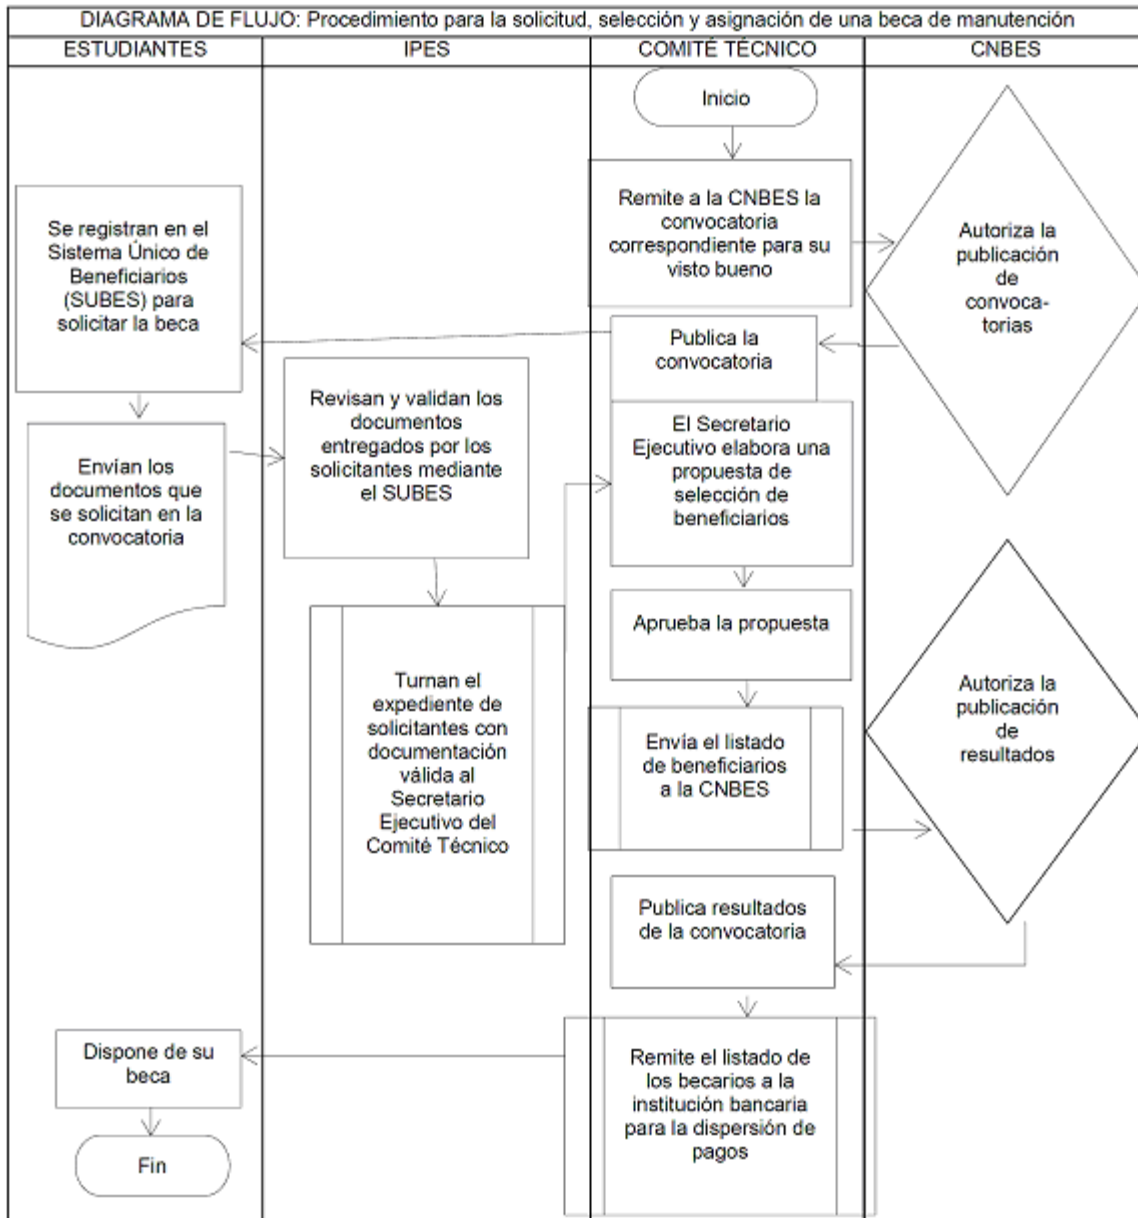 DIAGRAMA DE FLUJO: Procedimiento para la solicitud, selección y asignación de una beca de manutención
ESTUDIANTES
IPES
COMITÉ TÉCNICO
CNBES
Inicio
Remite a la CNBES la
convocatoria
correspondiente para su
visto bueno
Autoriza la
publicación
de
convoca-
torias
Publica la
convocatoria
Se registran en el
Sistema Único de
Beneficiarios
(SUBES) para
solicitar la beca
Envían los
documentos que
se solicitan en la
convocatoria
Revisan y validan los
documentos
entregados por los
solicitantes mediante
el SUBES
Turnan el
expediente de
solicitantes con
documentación
válida al
Secretario
Ejecutivo del
Comité Técnico
El Secretario
Ejecutivo elabora una
propuesta de
selección de
beneficiarios
Aprueba la propuesta
Envía el listado
de beneficiarios
a la CNBES
Autoriza la
publicación
de
resultados
Publica resultados
de la convocatoria
Remite el listado de
los becarios a la
institución bancaria
para la dispersión de
pagos
Dispone de su
beca
Fin